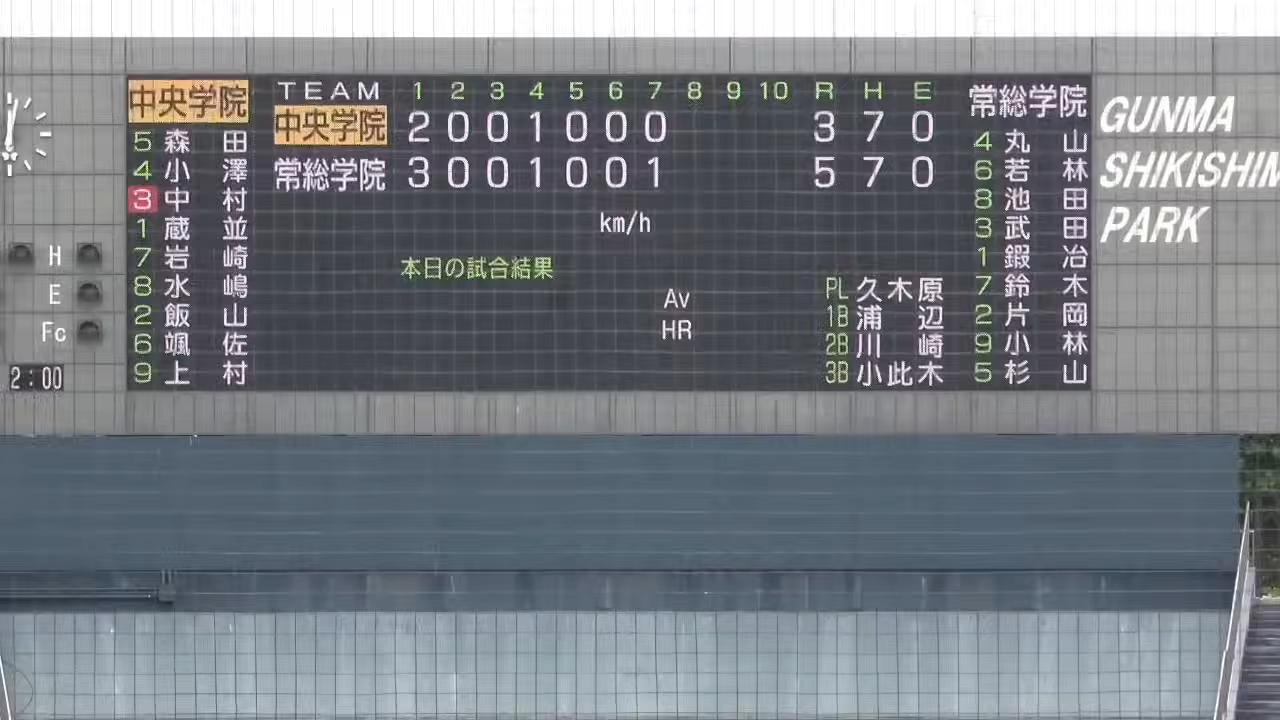 中央学院
5 森 田
4 小 澤
3 中 村
1 蔵 並
7 岩 崎
8 水 嶋
2 飯 山
6 颯 佐
9 上 村
TEAM 1 2 3 4 5 6 7 8 9 10 R H E
中央学院 2 0 0 1 0 0 0 3 7 0
常総学院 3 0 0 1 0 0 1 5 7 0
km/h
本日の試合結果
Av
HR
PL 久木原
1B 浦 辺
2B 川 崎
3B 小此木
常総学院
4 丸 山
6 若 林
8 池 田
3 武 田
1 鍜 冶
7 鈴 木
2 片 岡
9 小 林
5 杉 山
GUNMA
SHIKISHIM
PARK
H
E
Fc
2:00